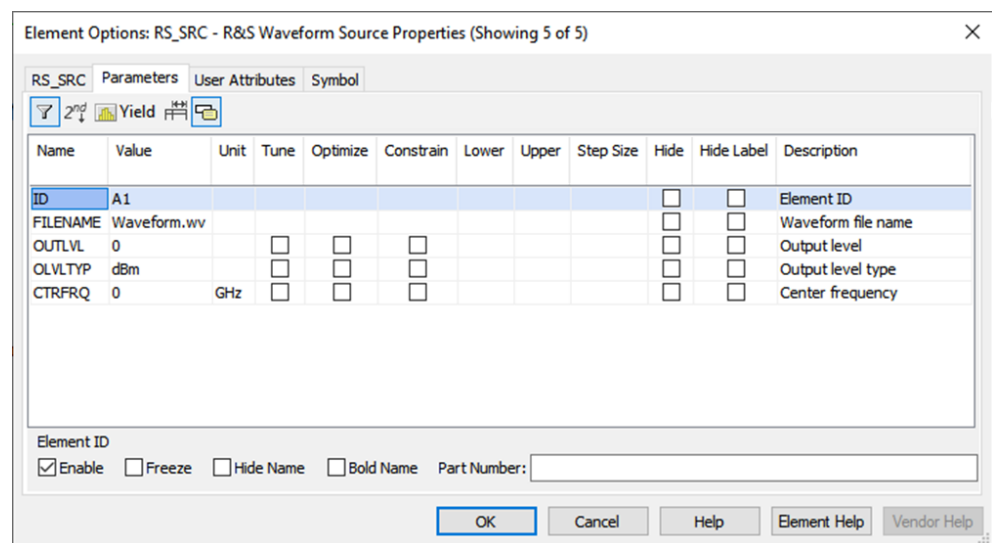 Element Options: RS_SRC - R&S Waveform Source Properties (Showing 5 of 5)
RS_SRC Parameters User Attributes Symbol
2nd Yield
Name Value Unit Tune Optimize Constrain Lower Upper Step Size Hide Hide Label Description
ID A1 Element ID
FILENAME Waveform.wv Waveform file name
OUTLVL 0 Output level
OLVLTYP dBm Output level type
CTRFRQ 0 GHz Center frequency
Element ID
Enable Freeze Hide Name Bold Name Part Number:
OK Cancel Help Element Help Vendor Help